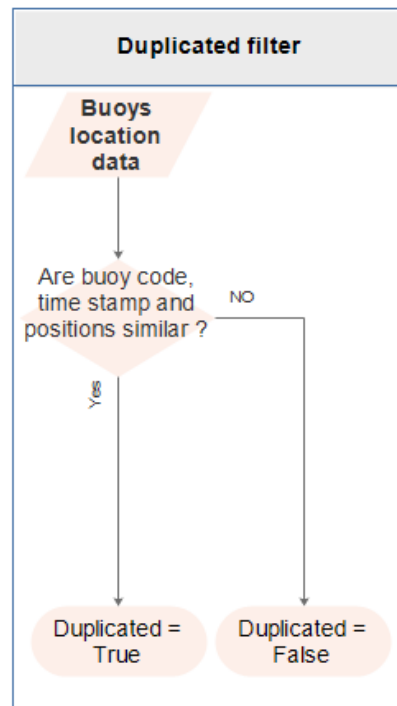 Duplicated filter
Buoys
location
data
Are buoy code,
time stamp and
positions similar ?
NO
Yes
Duplicated =
True
Duplicated =
False